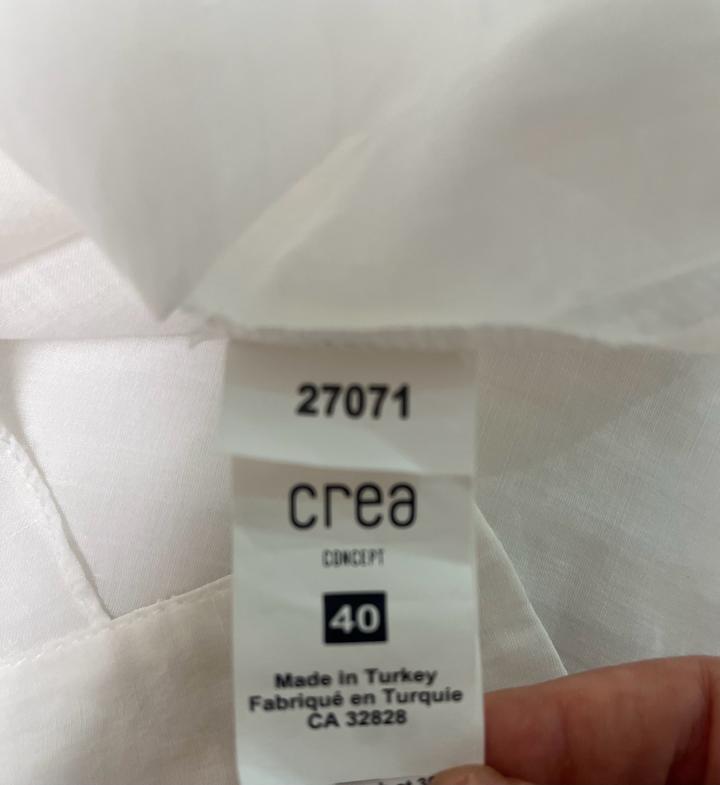 27071
crea
CONCEPT
40
Made in Turkey
Fabriqué en Turquie
CA 32828